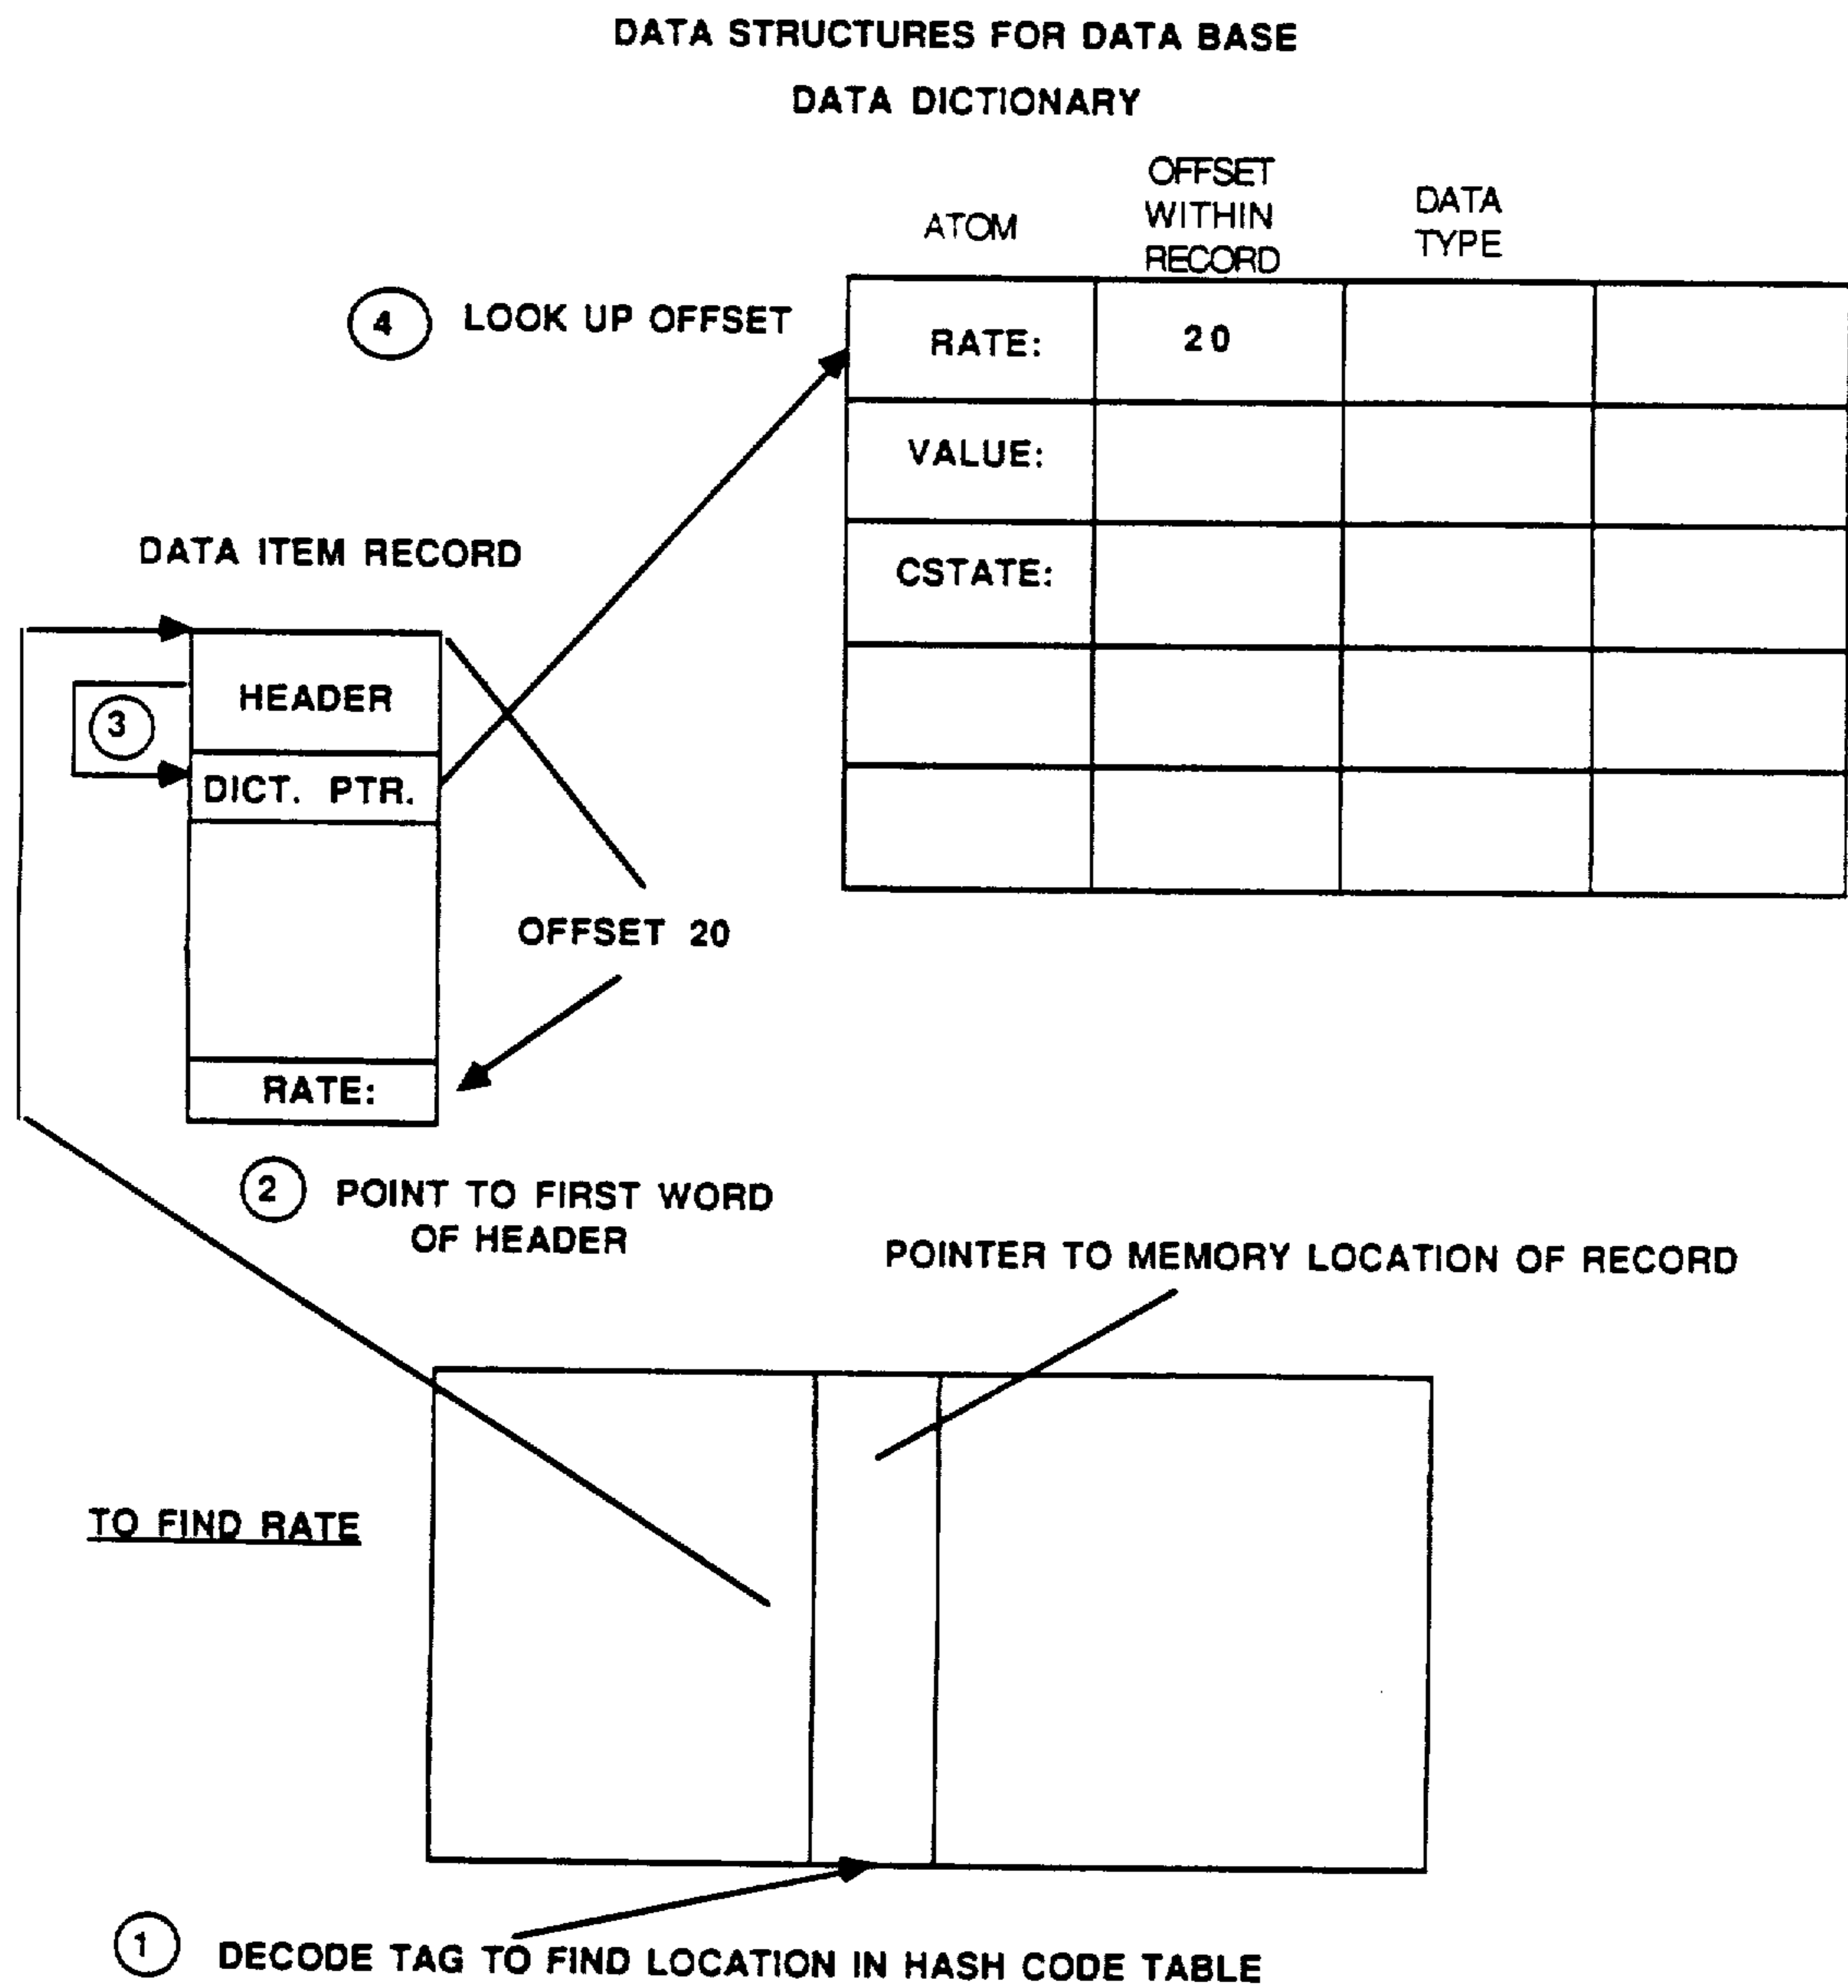 DATA STRUCTURES FOR DATA BASE
DATA DICTIONARY
ATOM
OFFSET
WITHIN
RECORD
DATA
TYPE
4 LOOK UP OFFSET
RATE: 20
VALUE:
CSTATE:
DATA ITEM RECORD
HEADER
3
DICT. PTR.
OFFSET 20
RATE:
2 POINT TO FIRST WORD
OF HEADER
POINTER TO MEMORY LOCATION OF RECORD
TO FIND RATE
1 DECODE TAG TO FIND LOCATION IN HASH CODE TABLE